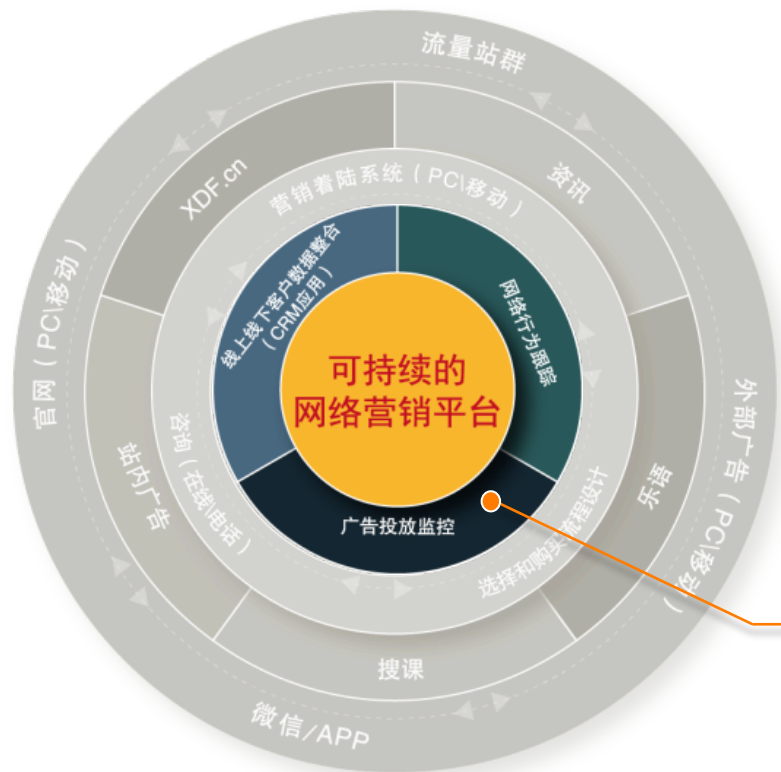 流量站群
资讯
XDF.cn
营销着陆系统（PC\移动）
线上线下客户数据整合
（CRM应用）
网络行为跟踪
官网（PC\移动）
可持续的
网络营销平台
外部广告（PC\移动）
咨询（在线\电话）
站内广告
乐语
广告投放监控
选择和购买流程设计
搜课
微信/APP